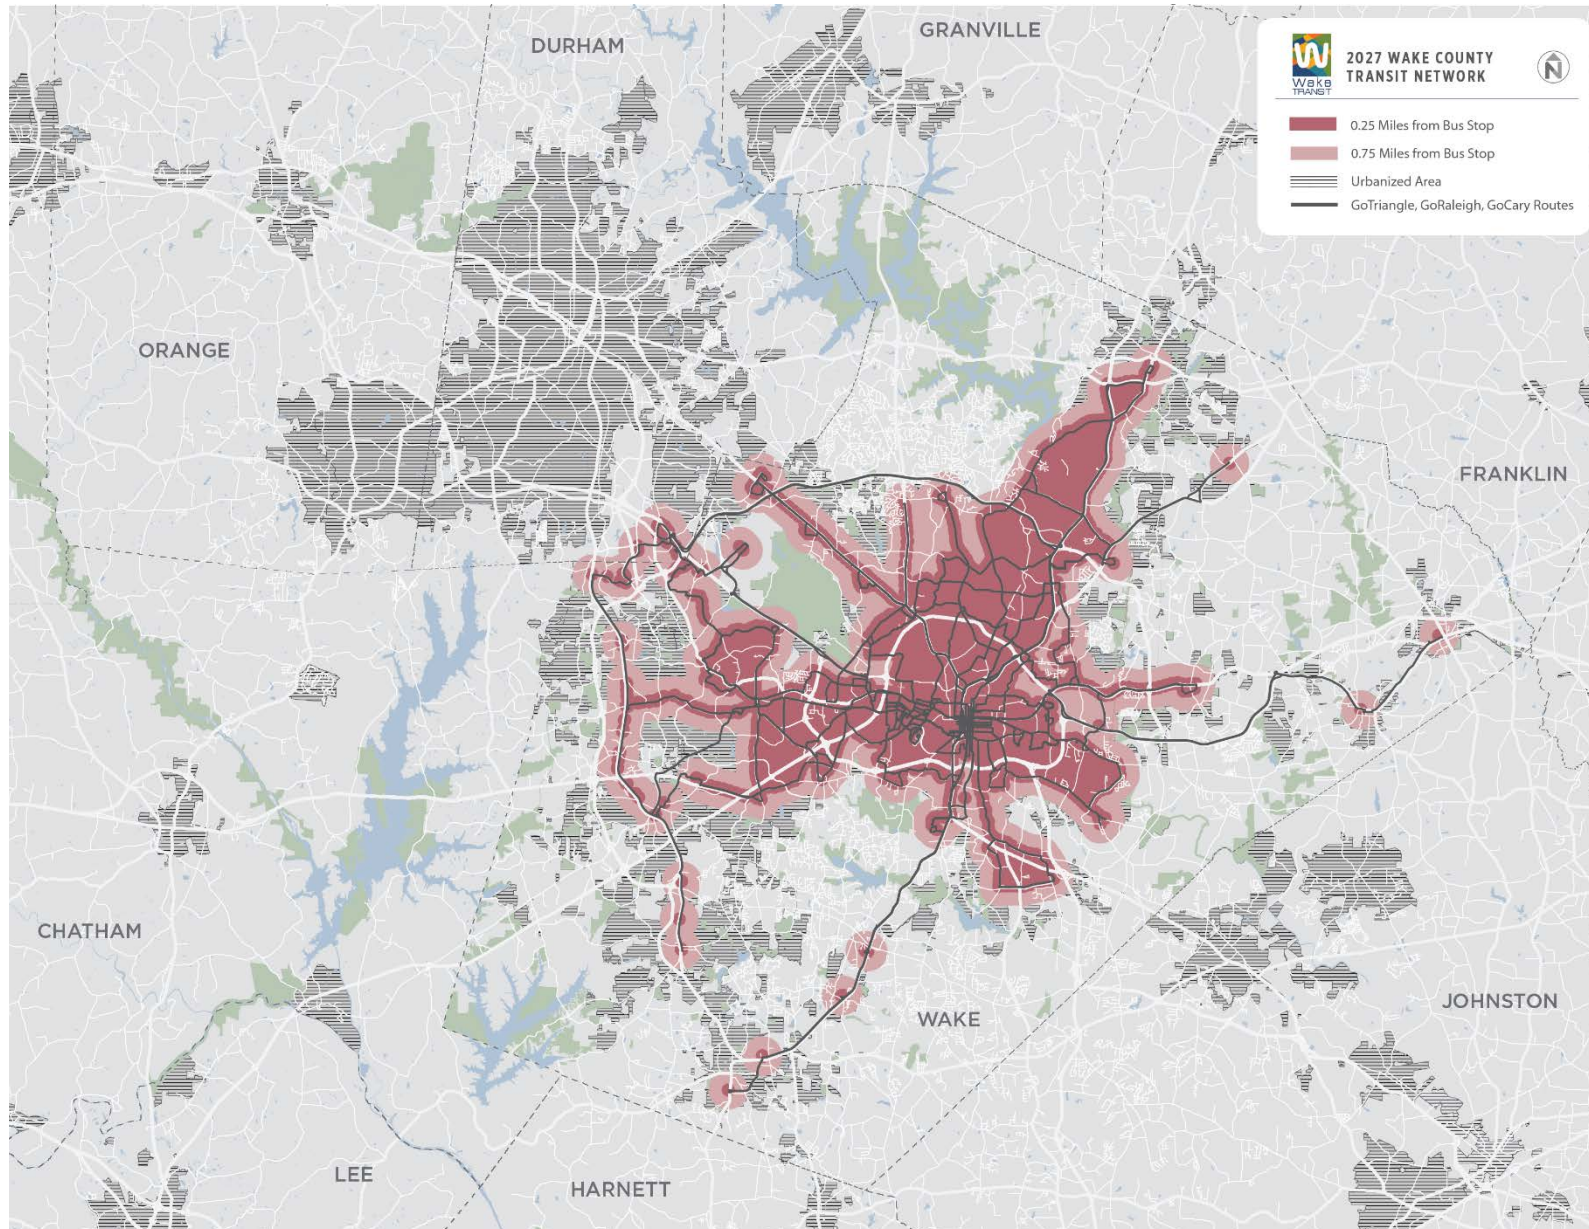 DURHAM
GRANVILLE
Wake
TRANSIT
2027 WAKE COUNTY
TRANSIT NETWORK
N
0.25 Miles from Bus Stop
0.75 Miles from Bus Stop
Urbanized Area
GoTriangle, GoRaleigh, GoCary Routes
ORANGE
FRANKLIN
CHATHAM
WAKE
JOHNSTON
LEE
HARNETT